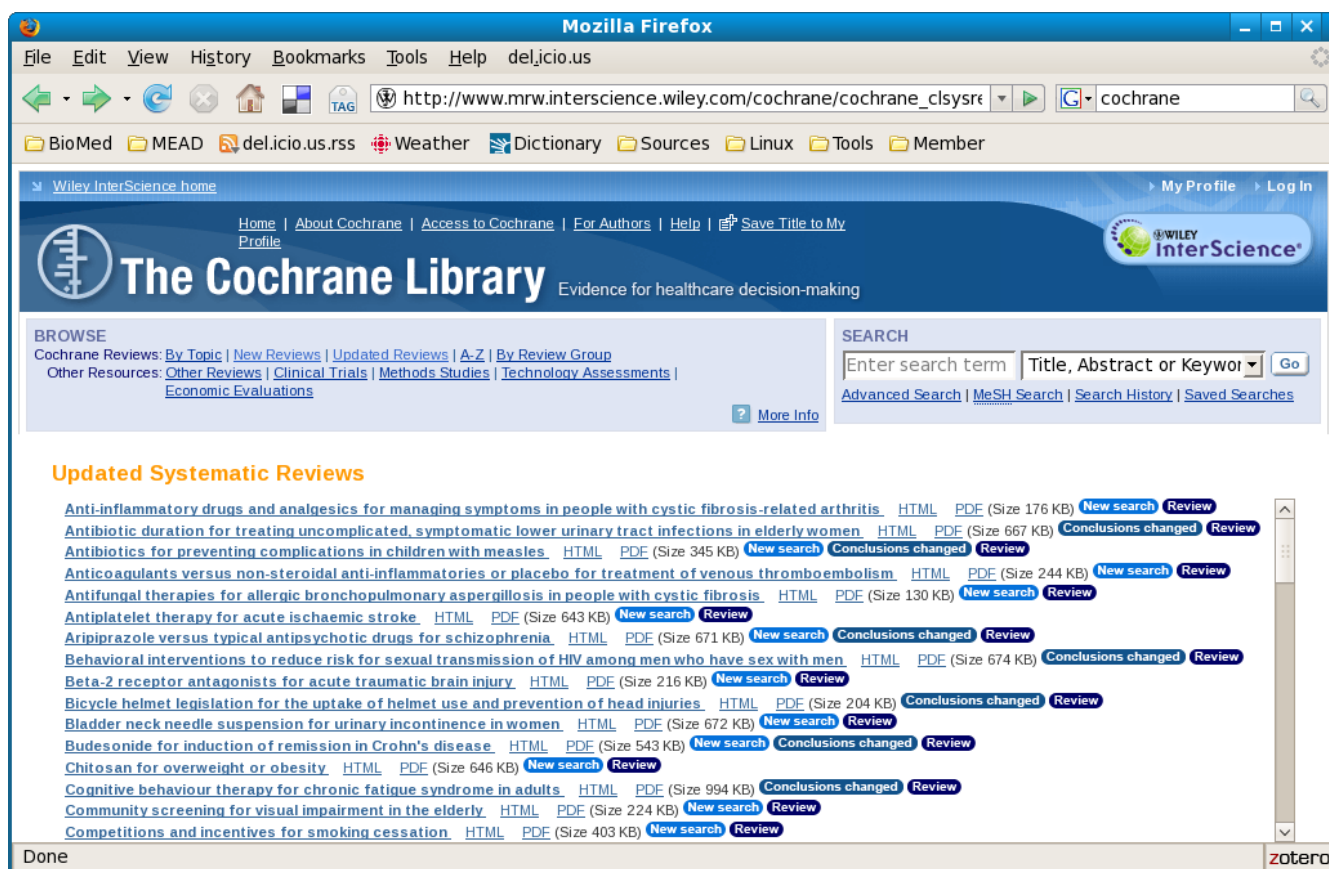 Mozilla Firefox
File Edit View History Bookmarks Tools Help del.icio.us
TAG http://www.mrw.interscience.wiley.com/cochrane/cochrane_clsysre G cochrane
BioMed MEAD del.icio.us.rss Weather Dictionary Sources Linux Tools Member
Wiley InterScience home My Profile Log In
Home | About Cochrane | Access to Cochrane | For Authors | Help | Save Title to My
Profile
The Cochrane Library Evidence for healthcare decision-making
WILEY
InterScience®
BROWSE
Cochrane Reviews: By Topic | New Reviews | Updated Reviews | A-Z | By Review Group
Other Resources: Other Reviews | Clinical Trials | Methods Studies | Technology Assessments |
Economic Evaluations
? More Info
SEARCH
Enter search term Title, Abstract or Keywor Go
Advanced Search | MeSH Search | Search History | Saved Searches
Updated Systematic Reviews
Anti-inflammatory drugs and analgesics for managing symptoms in people with cystic fibrosis-related arthritis HTML PDF (Size 176 KB) New search Review
Antibiotic duration for treating uncomplicated, symptomatic lower urinary tract infections in elderly women HTML PDF (Size 667 KB) Conclusions changed Review
Antibiotics for preventing complications in children with measles HTML PDF (Size 345 KB) New search Conclusions changed Review
Anticoagulants versus non-steroidal anti-inflammatories or placebo for treatment of venous thromboembolism HTML PDF (Size 244 KB) New search Review
Antifungal therapies for allergic bronchopulmonary aspergillosis in people with cystic fibrosis HTML PDF (Size 130 KB) New search Review
Antiplatelet therapy for acute ischaemic stroke HTML PDF (Size 643 KB) New search Review
Aripiprazole versus typical antipsychotic drugs for schizophrenia HTML PDF (Size 671 KB) New search Conclusions changed Review
Behavioral interventions to reduce risk for sexual transmission of HIV among men who have sex with men HTML PDF (Size 674 KB) Conclusions changed Review
Beta-2 receptor antagonists for acute traumatic brain injury HTML PDF (Size 216 KB) New search Review
Bicycle helmet legislation for the uptake of helmet use and prevention of head injuries HTML PDF (Size 204 KB) Conclusions changed Review
Bladder neck needle suspension for urinary incontinence in women HTML PDF (Size 672 KB) New search Review
Budesonide for induction of remission in Crohn's disease HTML PDF (Size 543 KB) New search Conclusions changed Review
Chitosan for overweight or obesity HTML PDF (Size 646 KB) New search Review
Cognitive behaviour therapy for chronic fatigue syndrome in adults HTML PDF (Size 994 KB) Conclusions changed Review
Community screening for visual impairment in the elderly HTML PDF (Size 224 KB) New search Review
Competitions and incentives for smoking cessation HTML PDF (Size 403 KB) New search Review
Done zotero